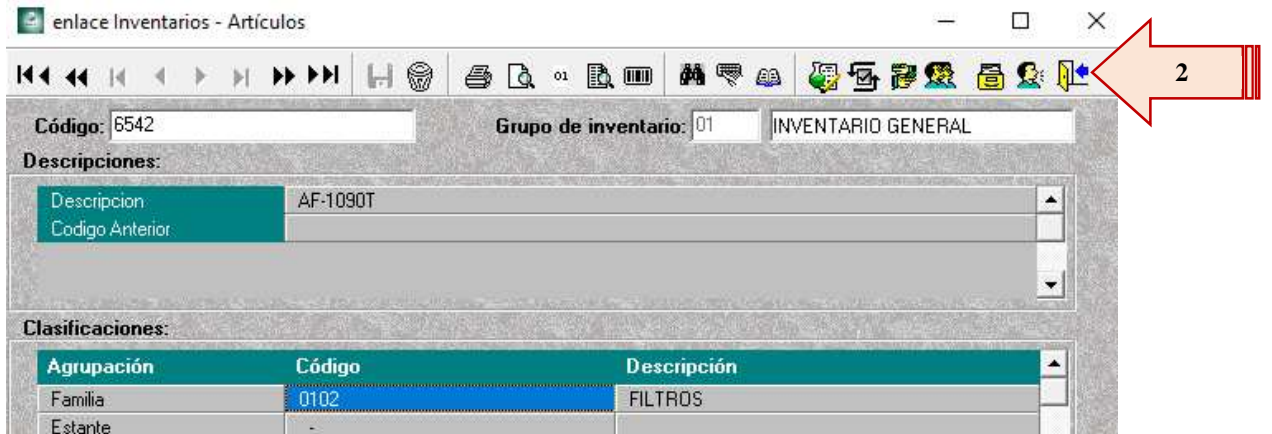 enlace Inventarios - Artículos
01
2
Código: 6542 Grupo de inventario: 01 INVENTARIO GENERAL
Descripciones:
Descripcion AF-1090T
Codigo Anterior
Clasificaciones:
Agrupación Código Descripción
Familia 0102 FILTROS
Estante -